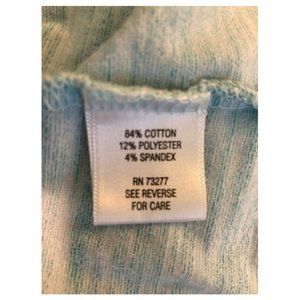 84% COTTON
12% POLYESTER
4% SPANDEX
RN 73277
SEE REVERSE
FOR CARE